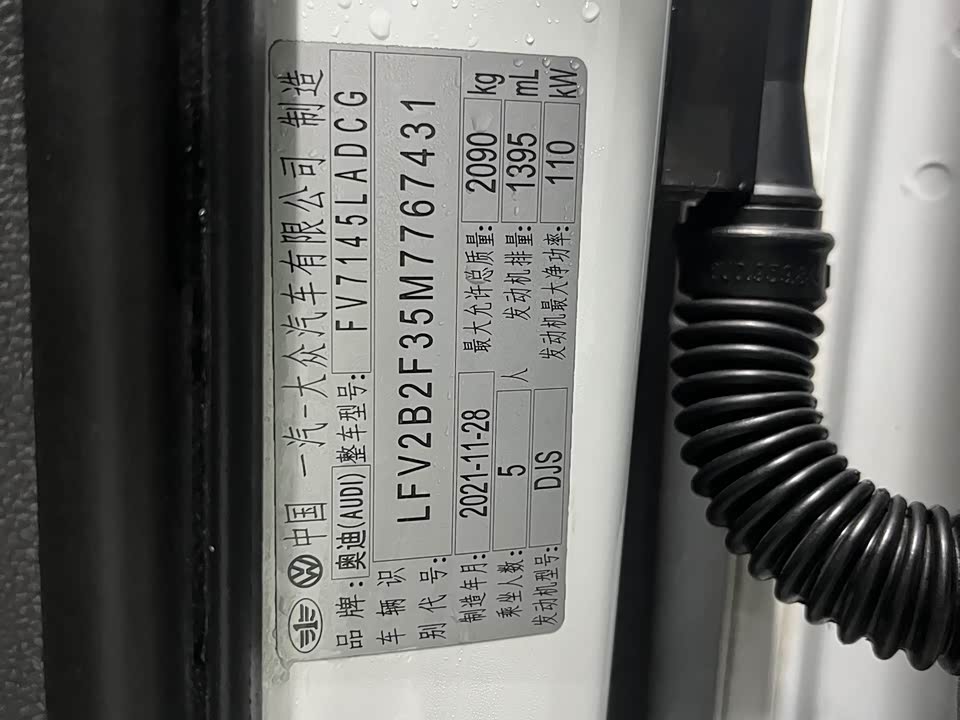 中国 一汽-大众汽车有限公司 制造
品牌: 奥迪(AUDI) 整车型号: FV7145LADCG
车辆识别代号: LFV2B2F35M7767431
制造年月: 2021-11-28 最大允许总质量: 2090 kg
乘坐人数: 5 人 发动机排量: 1395 mL
发动机型号: DJS 发动机最大净功率: 110 kW